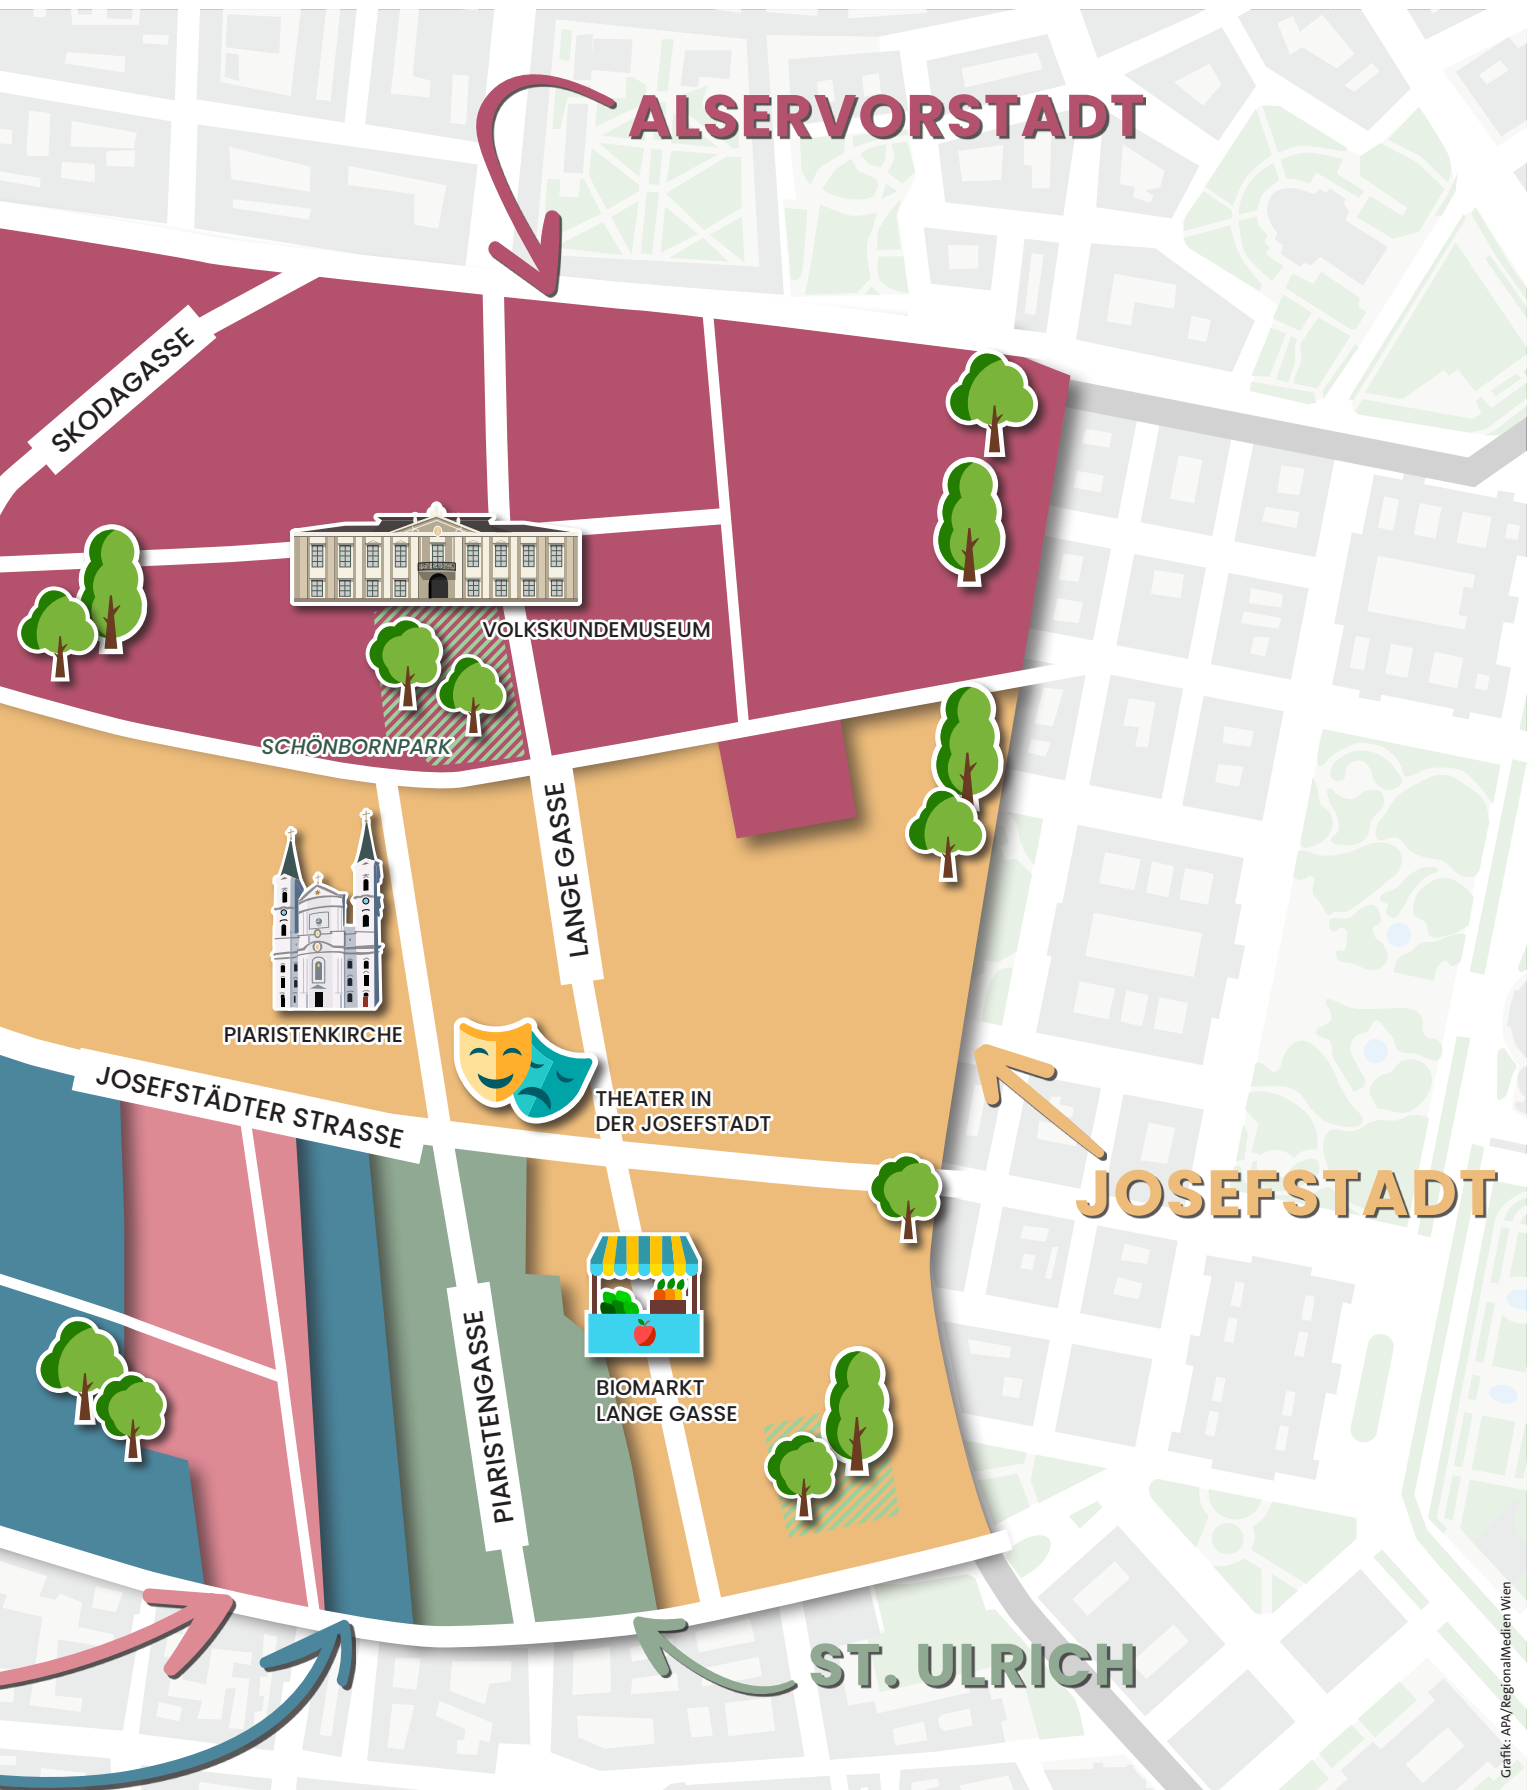 ALSERVORSTADT
SKODAGASSE
VOLKSKUNDEMUSEUM
SCHÖNBORNPARK
LANGE GASSE
PIARISTENKIRCHE
JOSEFSTÄDTER STRASSE
THEATER IN
DER JOSEFSTADT
JOSEFSTADT
PIARISTENGASSE
BIOMARKT
LANGE GASSE
ST. ULRICH
Grafik: APA/RegionalMedien Wien